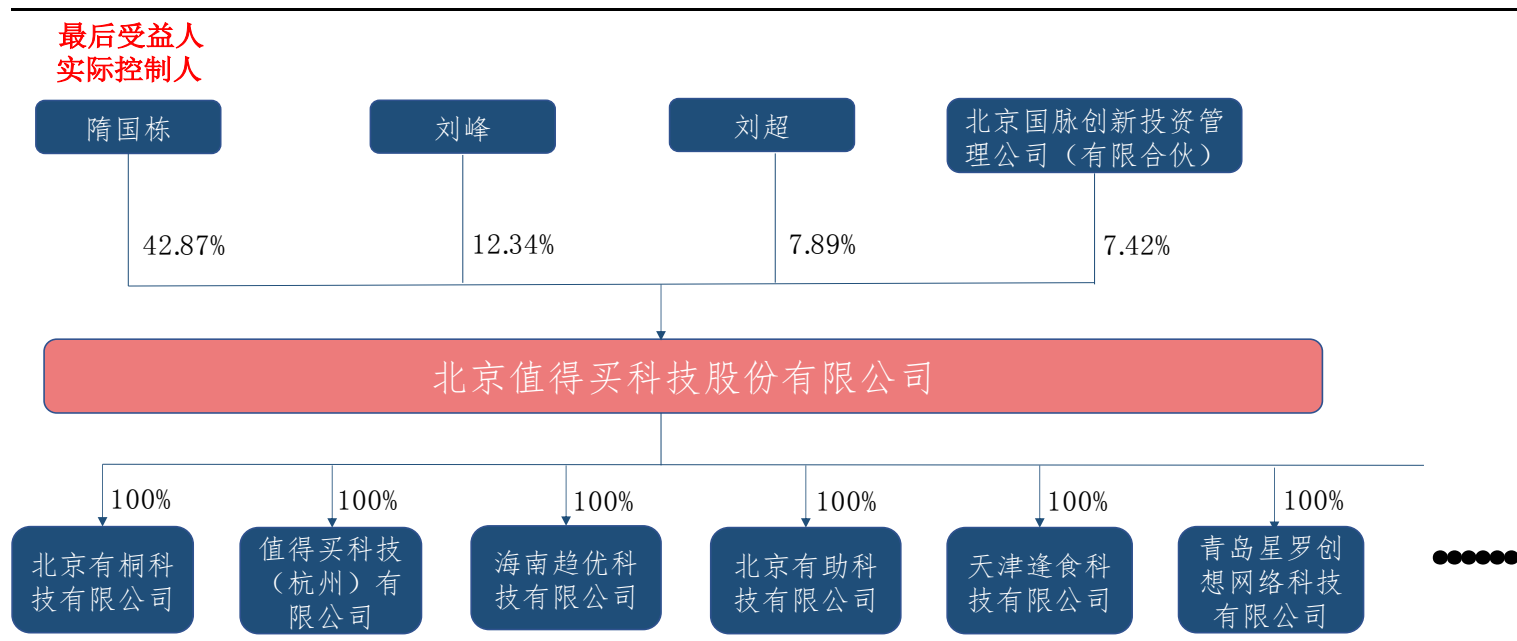 最后受益人
实际控制人
隋国栋
刘峰
刘超
北京国脉创新投资管
理公司（有限合伙）
42.87%
12.34%
7.89%
7.42%
北京值得买科技股份有限公司
100%
100%
100%
100%
100%
100%
北京有桐科
技有限公司
值得买科技
（杭州）有
限公司
海南趋优科
技有限公司
北京有助科
技有限公司
天津逢食科
技有限公司
青岛星罗创
想网络科技
有限公司